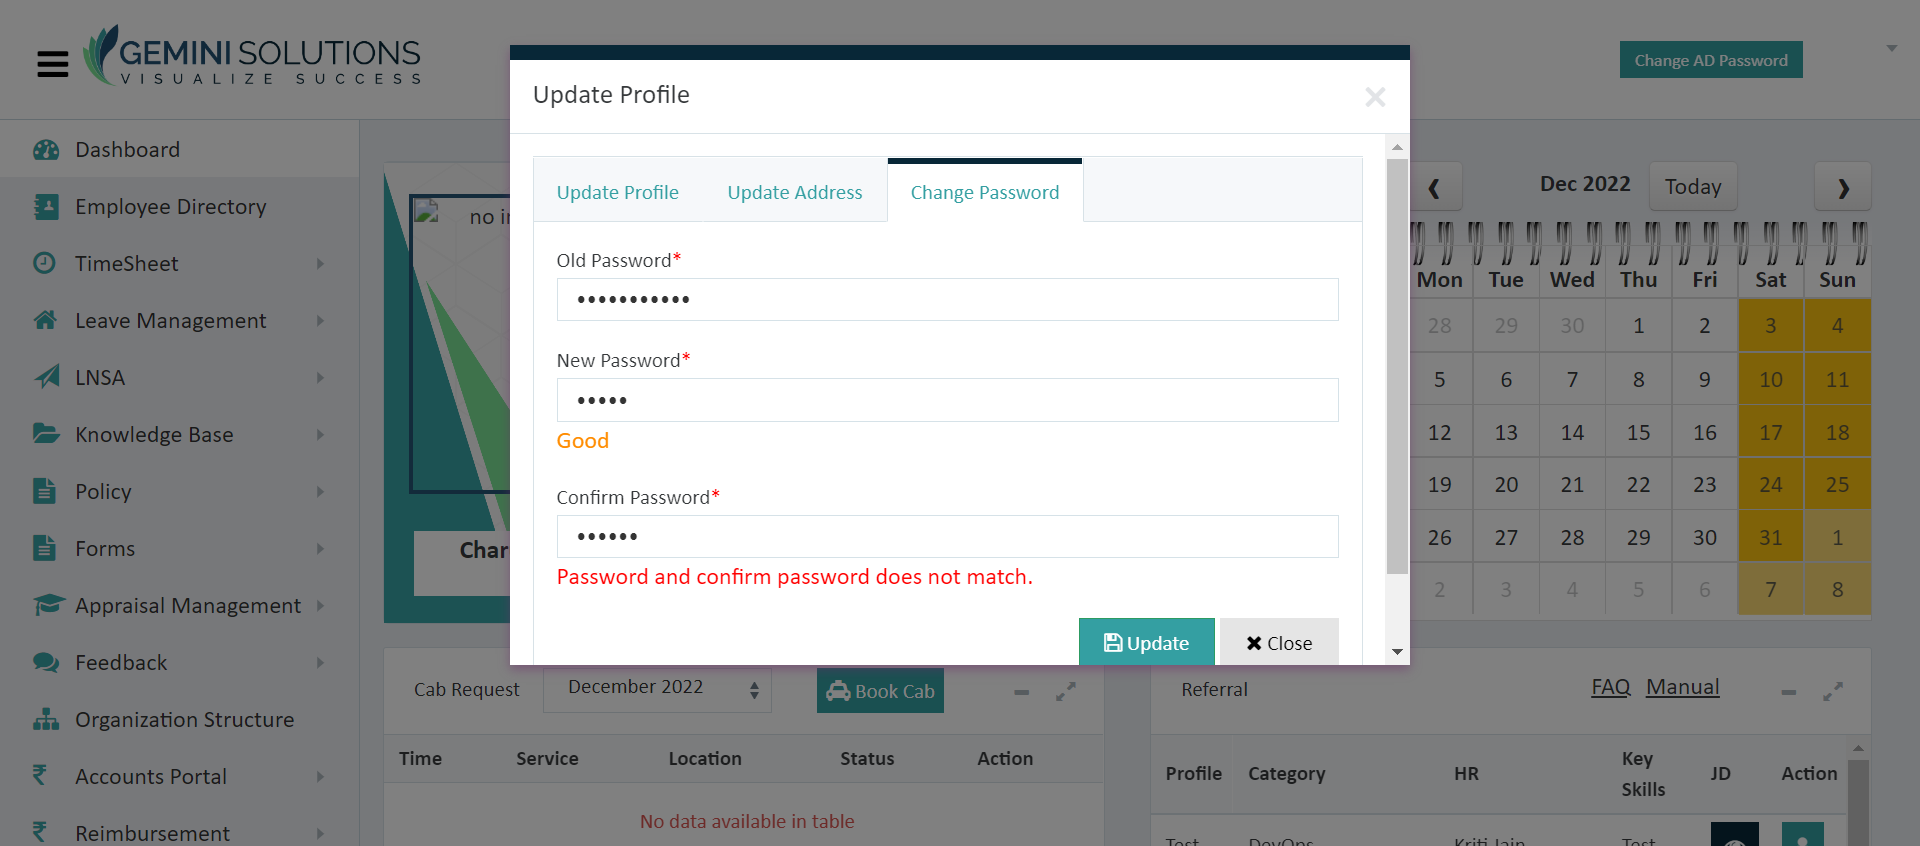 GEMINI SOLUTIONS
VISUALIZE SUCCESS
Change AD Password
Dashboard
Employee Directory
TimeSheet
Leave Management
LNSA
Knowledge Base
Policy
Forms
Appraisal Management
Feedback
Organization Structure
Accounts Portal
Reimbursement
no
Char
Update Profile
×
Update Profile Update Address Change Password
Old Password*
•••••••••••
New Password*
•••••
Good
Confirm Password*
••••••
Password and confirm password does not match.
Update Close
Dec 2022 Today
Mon Tue Wed Thu Fri Sat Sun
28 29 30 1 2 3 4
5 6 7 8 9 10 11
12 13 14 15 16 17 18
19 20 21 22 23 24 25
26 27 28 29 30 31 1
2 3 4 5 6 7 8
Cab Request December 2022 Book Cab
Time Service Location Status Action
No data available in table
Referral FAQ Manual
Profile Category HR Key Skills JD Action
Test DevOps Kriti Jain Test